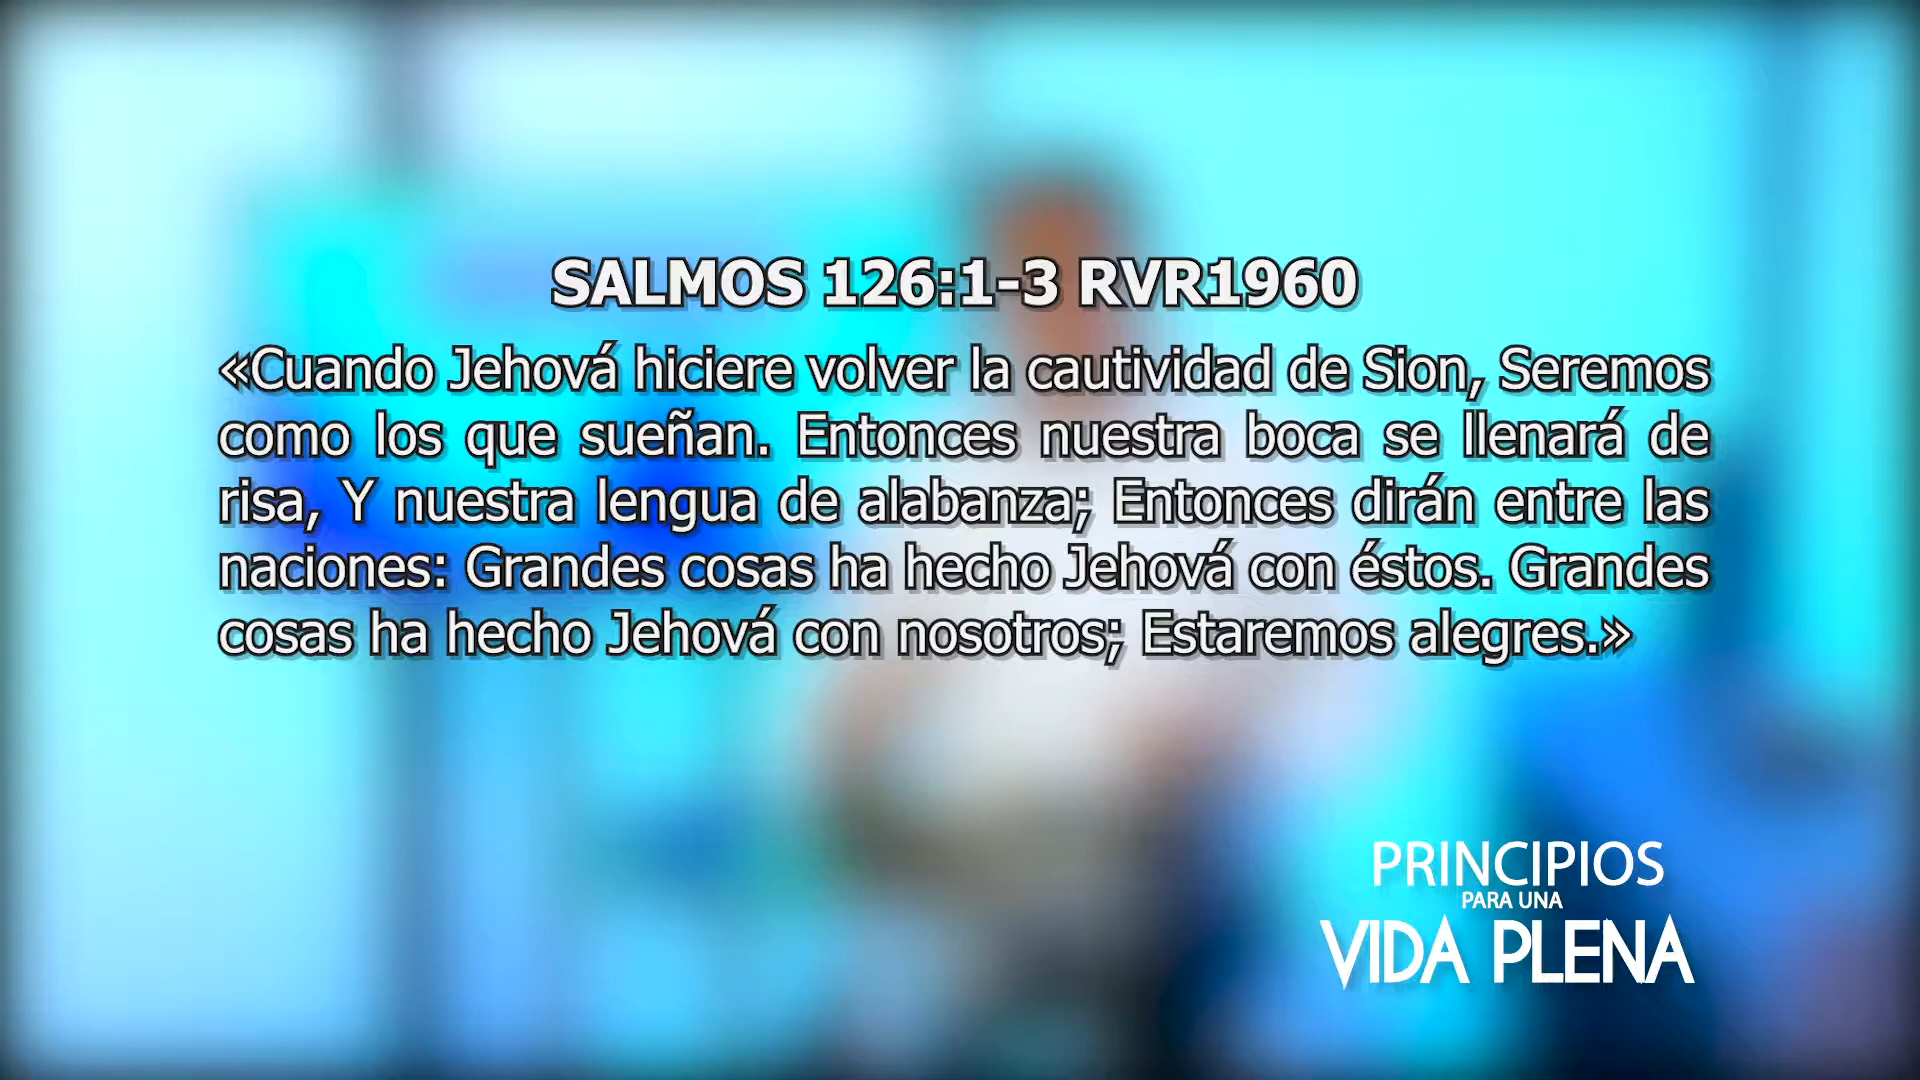 SALMOS 126:1-3 RVR1960
«Cuando Jehová hiciere volver la cautividad de Sion, Seremos
como los que sueñan. Entonces nuestra boca se llenará de
risa, Y nuestra lengua de alabanza; Entonces dirán entre las
naciones: Grandes cosas ha hecho Jehová con éstos. Grandes
cosas ha hecho Jehová con nosotros; Estaremos alegres.»
PRINCIPIOS
PARA UNA
VIDA PLENA